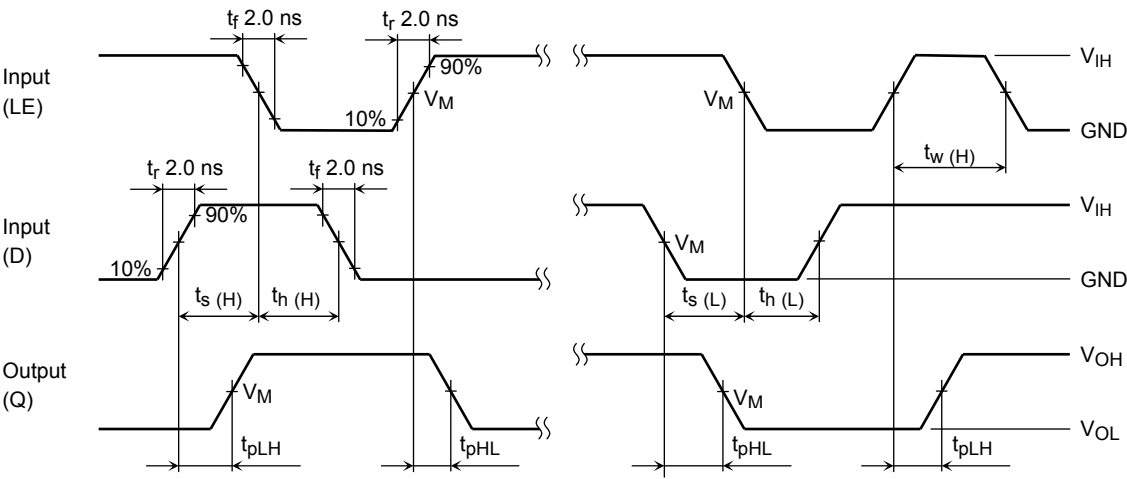 tf 2.0 ns
tr 2.0 ns
Input
(LE)
90%
VM
10%
VM
VIH
GND
tw (H)
tr 2.0 ns
tf 2.0 ns
Input
(D)
90%
10%
VM
VIH
GND
ts (H)
th (H)
ts (L)
th (L)
Output
(Q)
VM
VM
VOH
VOL
tpLH
tpHL
tpHL
tpLH